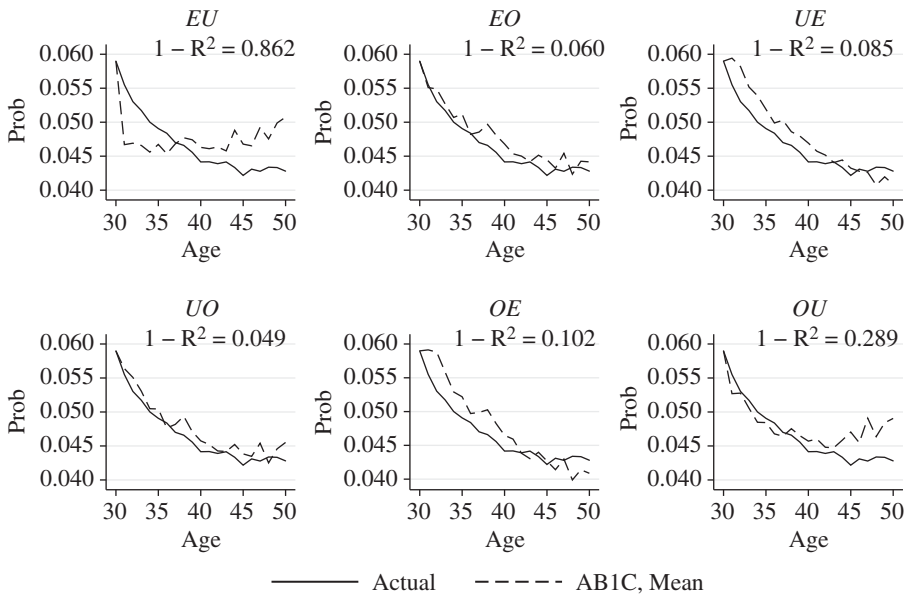 EU
1 − R² = 0.862
0.060
0.055
0.050
0.045
0.040
Prob
30 35 40 45 50
Age
EO
1 − R² = 0.060
0.060
0.055
0.050
0.045
0.040
Prob
30 35 40 45 50
Age
UE
1 − R² = 0.085
0.060
0.055
0.050
0.045
0.040
Prob
30 35 40 45 50
Age
UO
1 − R² = 0.049
0.060
0.055
0.050
0.045
0.040
Prob
30 35 40 45 50
Age
OE
1 − R² = 0.102
0.060
0.055
0.050
0.045
0.040
Prob
30 35 40 45 50
Age
OU
1 − R² = 0.289
0.060
0.055
0.050
0.045
0.040
Prob
30 35 40 45 50
Age
Actual AB1C, Mean